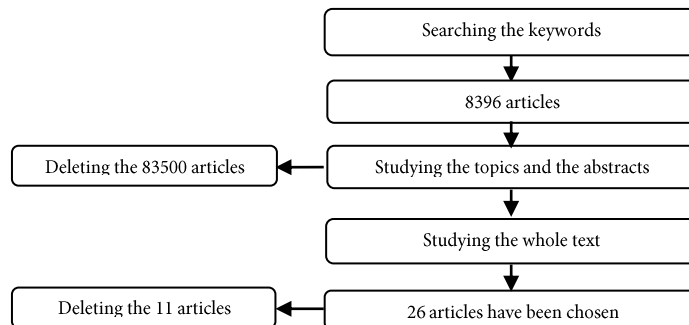 Searching the keywords
8396 articles
Deleting the 83500 articles
Studying the topics and the abstracts
Studying the whole text
Deleting the 11 articles
26 articles have been chosen